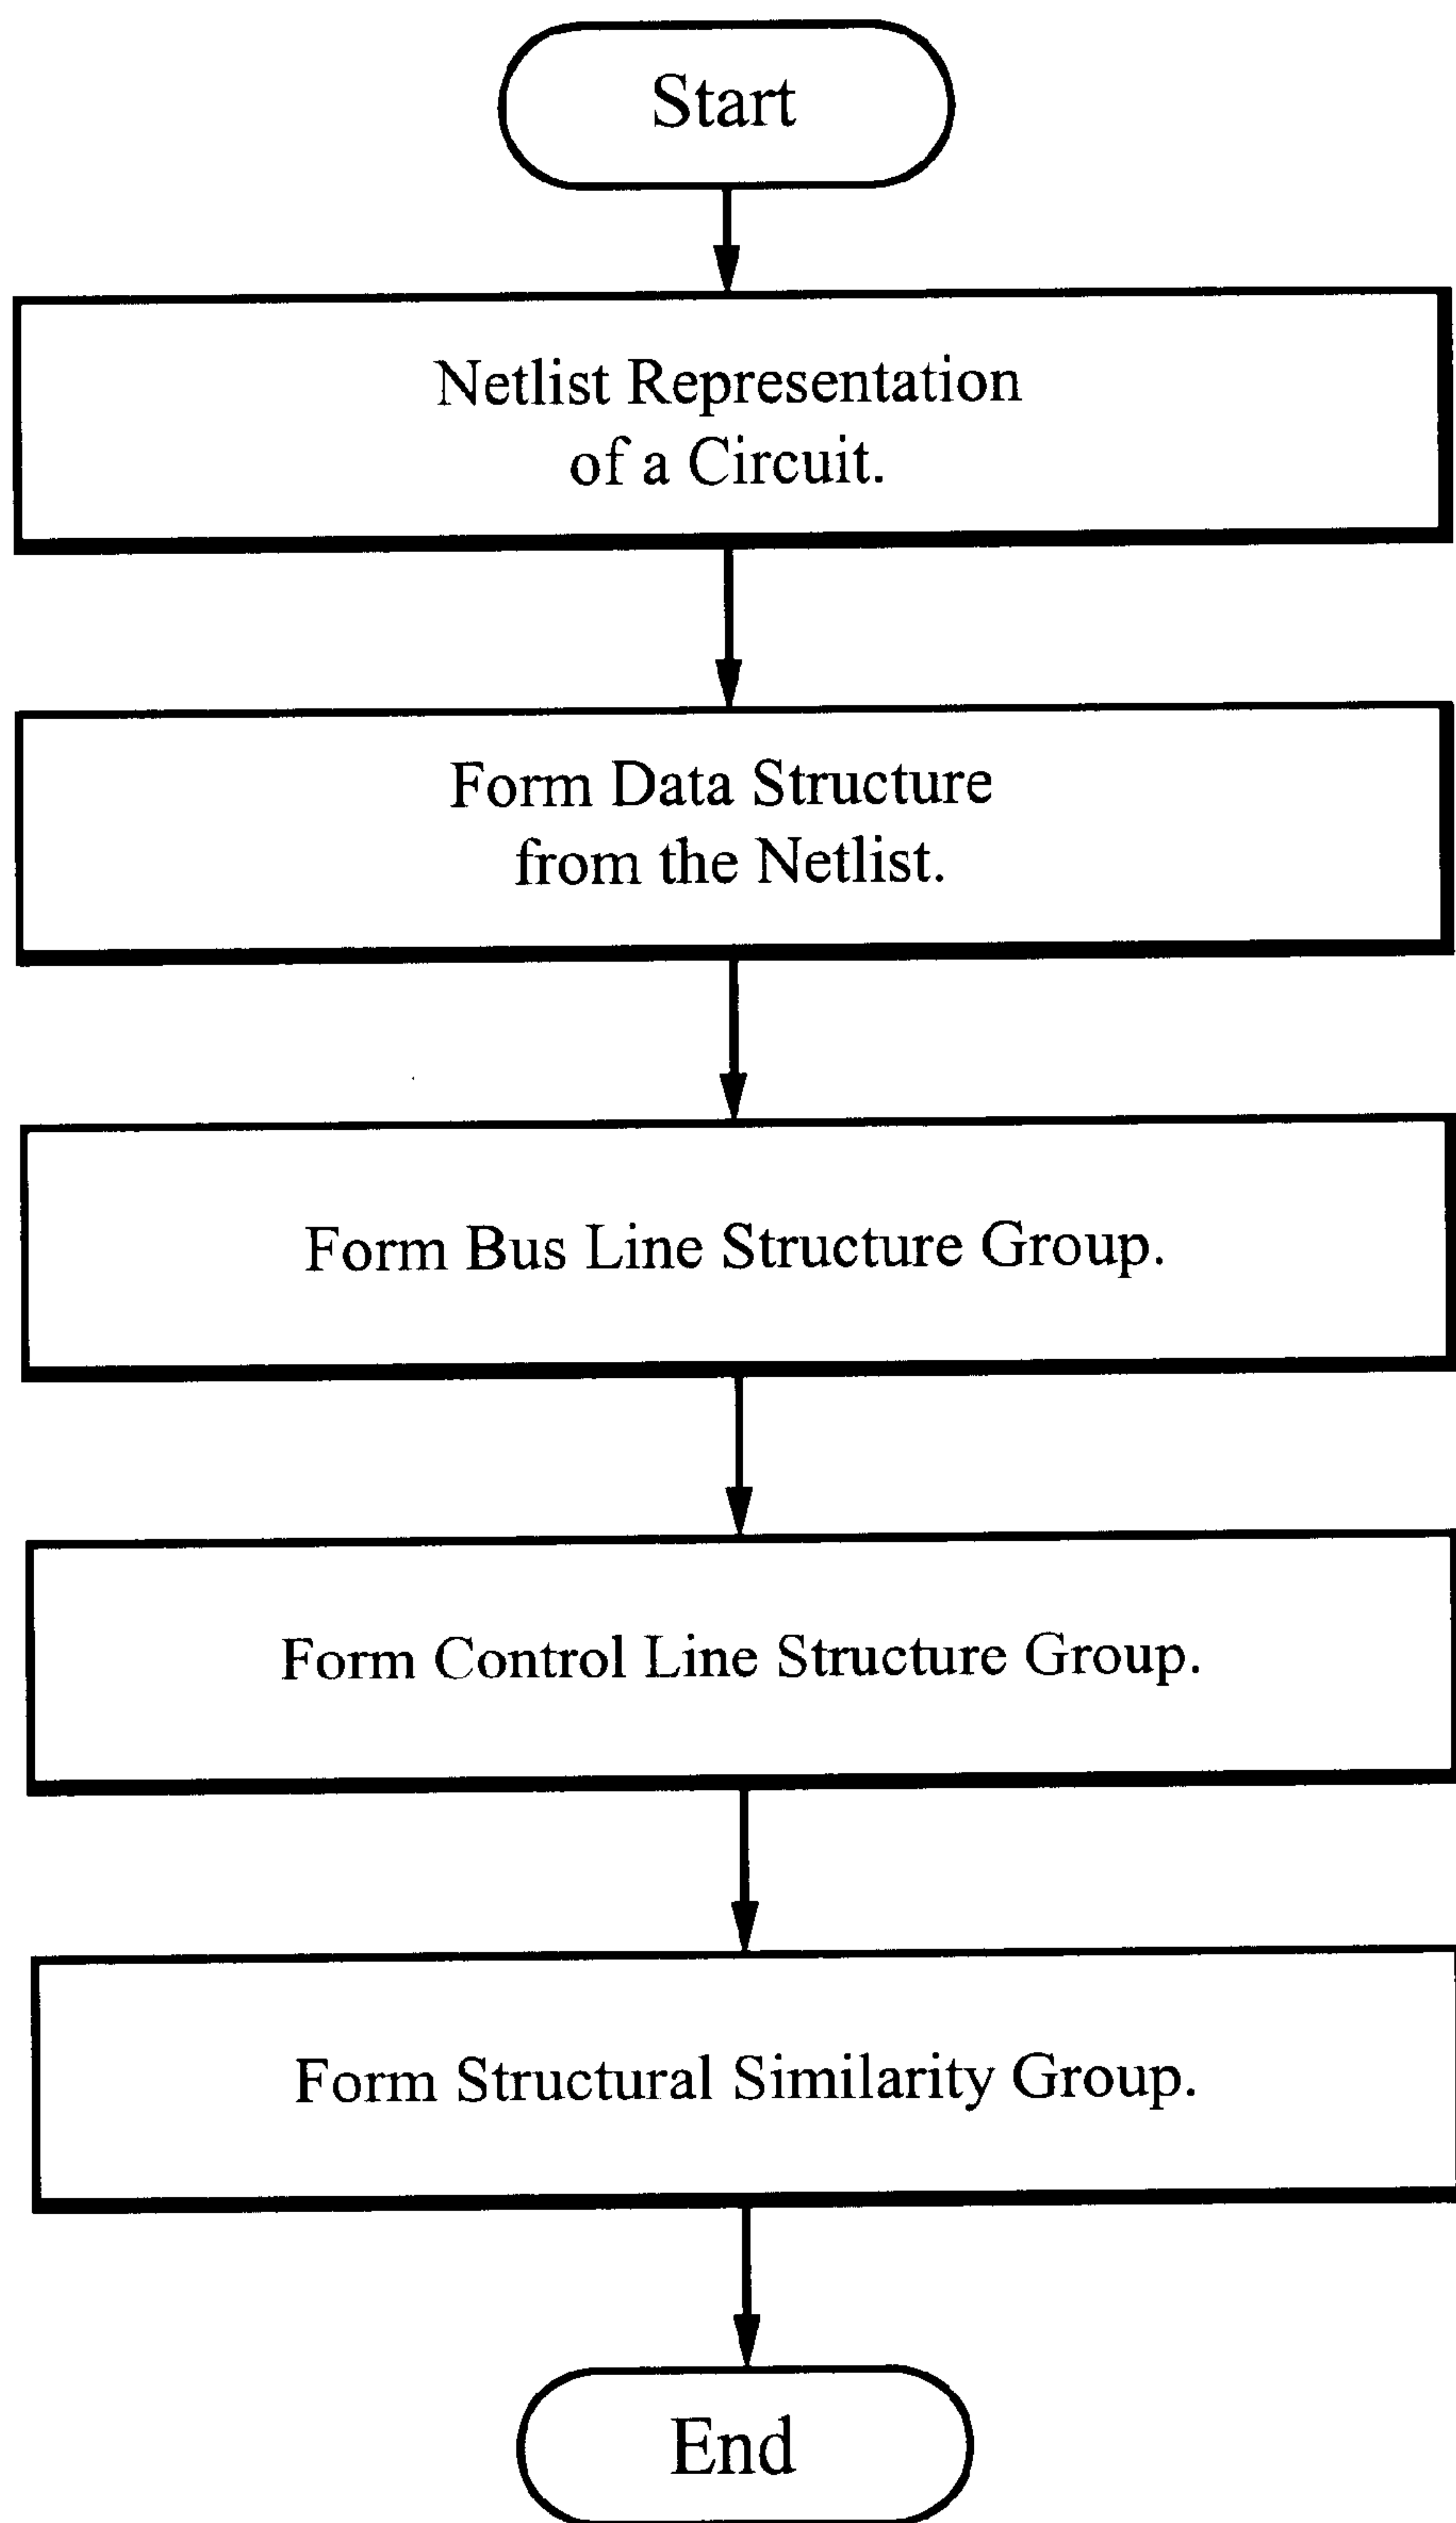 Start
Netlist Representation
of a Circuit.
Form Data Structure
from the Netlist.
Form Bus Line Structure Group.
Form Control Line Structure Group.
Form Structural Similarity Group.
End